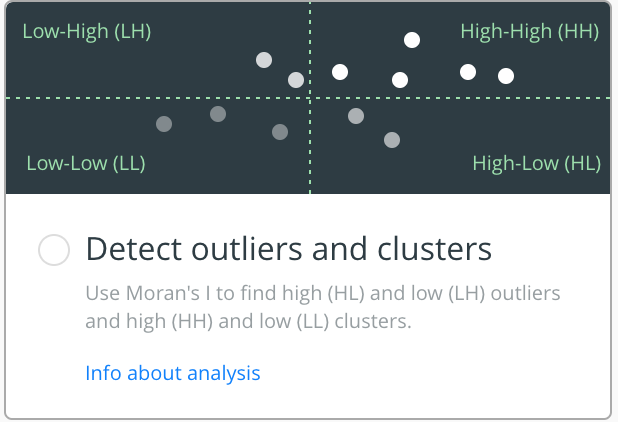 Low-High (LH)
High-High (HH)
Low-Low (LL)
High-Low (HL)
Detect outliers and clusters
Use Moran's I to find high (HL) and low (LH) outliers
and high (HH) and low (LL) clusters.
Info about analysis